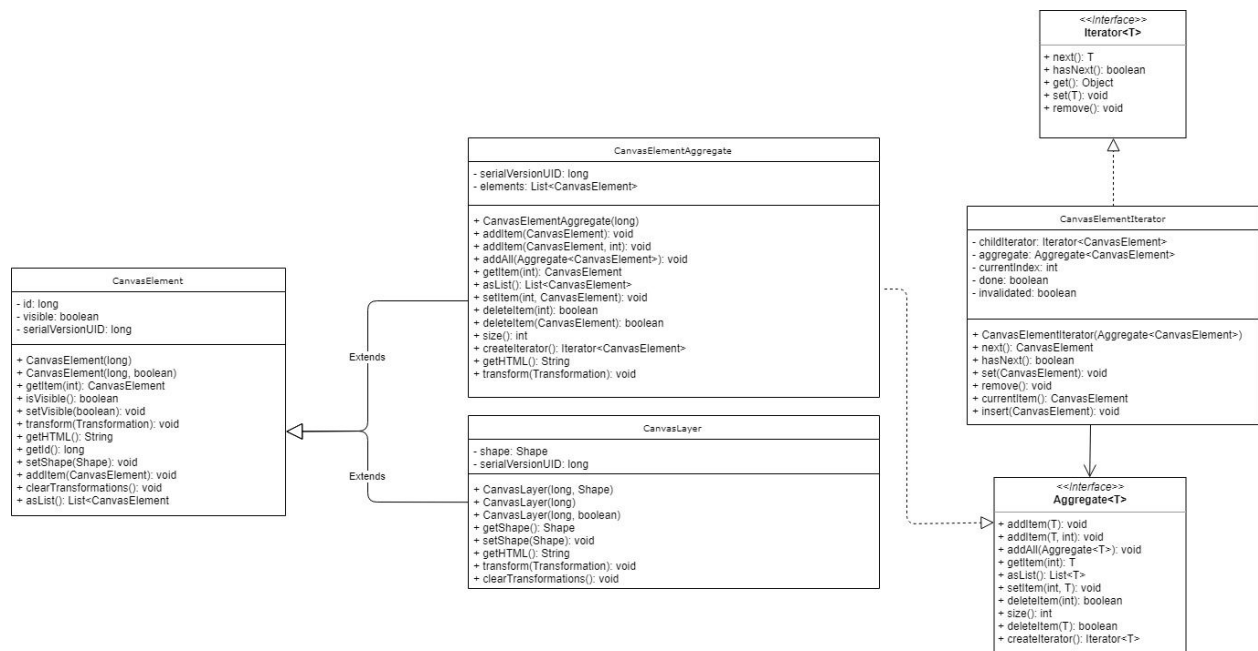 <<Interface>>
Iterator<T>
+ next(): T
+ hasNext(): boolean
+ get(): Object
+ set(T): void
+ remove(): void
CanvasElementAggregate
- serialVersionUID: long
- elements: List<CanvasElement>
+ CanvasElementAggregate(long)
+ addItem(CanvasElement): void
+ addItem(CanvasElement, int): void
+ addAll(Aggregate<CanvasElement>): void
+ getItem(int): CanvasElement
+ asList(): List<CanvasElement>
+ setItem(int, CanvasElement): void
+ deleteItem(int): boolean
+ deleteItem(CanvasElement): boolean
+ size(): int
+ createIterator(): Iterator<CanvasElement>
+ getHTML(): String
+ transform(Transformation): void
CanvasElementIterator
- childIterator: Iterator<CanvasElement>
- aggregate: Aggregate<CanvasElement>
- currentIndex: int
- done: boolean
- invalidated: boolean
+ CanvasElementIterator(Aggregate<CanvasElement>)
+ next(): CanvasElement
+ hasNext(): boolean
+ set(CanvasElement): void
+ remove(): void
+ currentItem(): CanvasElement
+ insert(CanvasElement): void
CanvasElement
- id: long
- visible: boolean
- serialVersionUID: long
+ CanvasElement(long)
+ CanvasElement(long, boolean)
+ getItem(int): CanvasElement
+ isVisible(): boolean
+ setVisible(boolean): void
+ transform(Transformation): void
+ getHTML(): String
+ getId(): long
+ setShape(Shape): void
+ addItem(CanvasElement): void
+ clearTransformations(): void
+ asList(): List<CanvasElement
Extends
Extends
CanvasLayer
- shape: Shape
- serialVersionUID: long
+ CanvasLayer(long, Shape)
+ CanvasLayer(long)
+ CanvasLayer(long, boolean)
+ getShape(): Shape
+ setShape(Shape): void
+ getHTML(): String
+ transform(Transformation): void
+ clearTransformations(): void
<<Interface>>
Aggregate<T>
+ addItem(T): void
+ addItem(T, int): void
+ addAll(Aggregate<T>): void
+ getItem(int): T
+ asList(): List<T>
+ setItem(int, T): void
+ deleteItem(int): boolean
+ size(): int
+ deleteItem(T): boolean
+ createIterator(): Iterator<T>